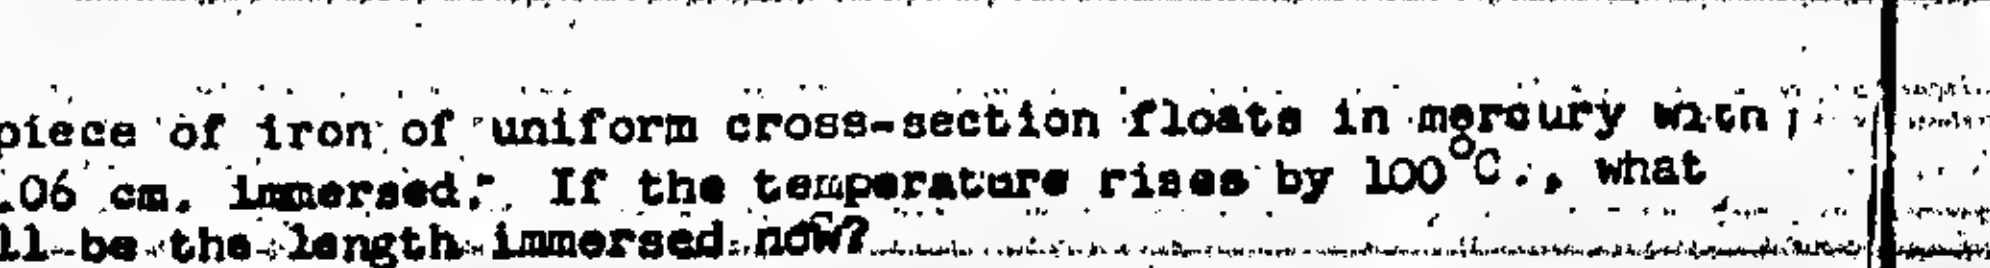 piece of iron of uniform cross-section floats in mercury with
.06 cm. immersed. If the temperature rises by 100°C., what
ll be the length immersed now?